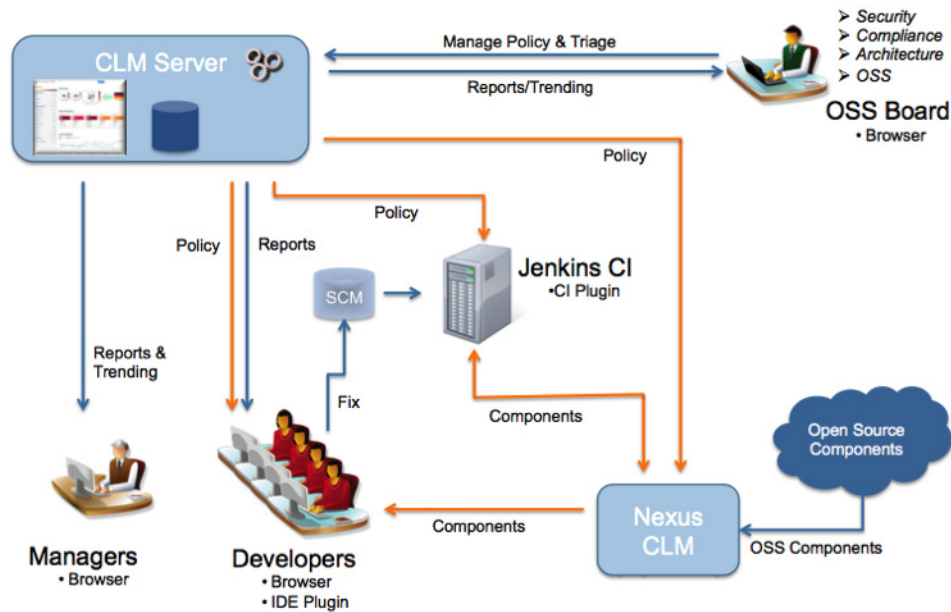 CLM Server
Manage Policy & Triage
Reports/Trending
➤ Security
➤ Compliance
➤ Architecture
➤ OSS
OSS Board
• Browser
Policy
Policy
Policy
Reports
Jenkins CI
•CI Plugin
SCM
Reports &
Trending
Fix
Components
Open Source
Components
Components
Nexus
CLM
OSS Components
Managers
• Browser
Developers
• Browser
• IDE Plugin